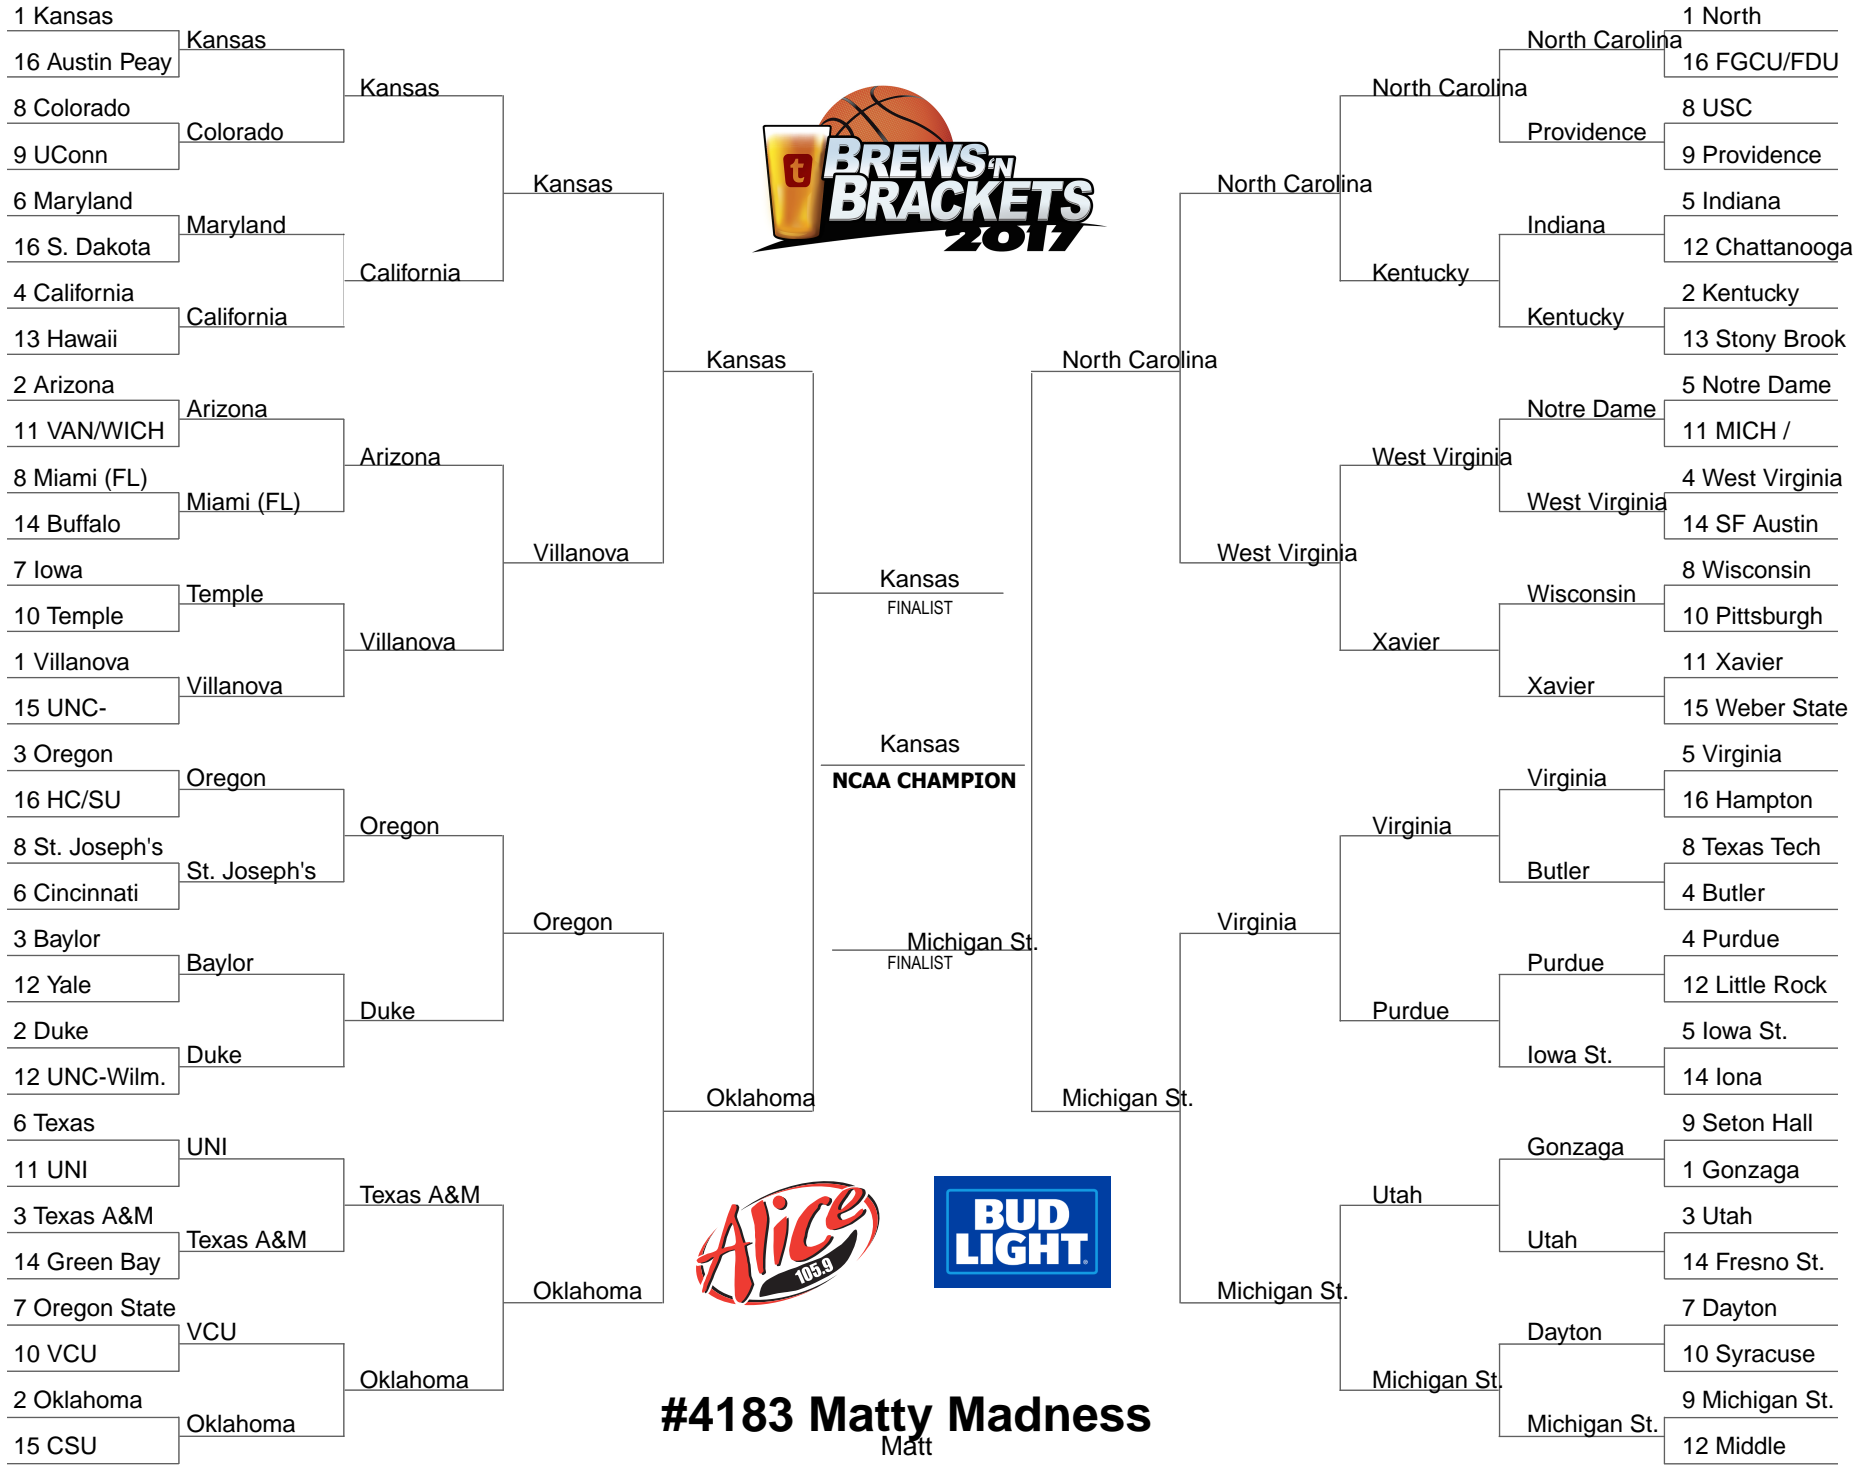 1 Kansas
16 Austin Peay
8 Colorado
9 UConn
6 Maryland
16 S. Dakota
4 California
13 Hawaii
2 Arizona
11 VAN/WICH
8 Miami (FL)
14 Buffalo
7 Iowa
10 Temple
1 Villanova
15 UNC-
3 Oregon
16 HC/SU
8 St. Joseph's
6 Cincinnati
3 Baylor
12 Yale
2 Duke
12 UNC-Wilm.
6 Texas
11 UNI
3 Texas A&M
14 Green Bay
7 Oregon State
10 VCU
2 Oklahoma
15 CSU
Kansas
Colorado
Maryland
California
Arizona
Miami (FL)
Temple
Villanova
Oregon
St. Joseph's
Baylor
Duke
UNI
Texas A&M
VCU
Oklahoma
Kansas
California
Arizona
Villanova
Oregon
Duke
Texas A&M
Oklahoma
Kansas
Villanova
Oregon
Oklahoma
Kansas
Oklahoma
t
BREWS 'N
BRACKETS
2017
Kansas
FINALIST
Kansas
NCAA CHAMPION
Michigan St.
FINALIST
Alice
105.9
BUD
LIGHT
#4183 Matty Madness
Matt
North Carolina
Michigan St.
North Carolina
West Virginia
Virginia
Michigan St.
North Carolina
Kentucky
West Virginia
Xavier
Virginia
Purdue
Utah
Michigan St.
North Carolina
Providence
Indiana
Kentucky
Notre Dame
West Virginia
Wisconsin
Xavier
Virginia
Butler
Purdue
Iowa St.
Gonzaga
Utah
Dayton
Michigan St.
1 North
16 FGCU/FDU
8 USC
9 Providence
5 Indiana
12 Chattanooga
2 Kentucky
13 Stony Brook
5 Notre Dame
11 MICH /
4 West Virginia
14 SF Austin
8 Wisconsin
10 Pittsburgh
11 Xavier
15 Weber State
5 Virginia
16 Hampton
8 Texas Tech
4 Butler
4 Purdue
12 Little Rock
5 Iowa St.
14 Iona
9 Seton Hall
1 Gonzaga
3 Utah
14 Fresno St.
7 Dayton
10 Syracuse
9 Michigan St.
12 Middle